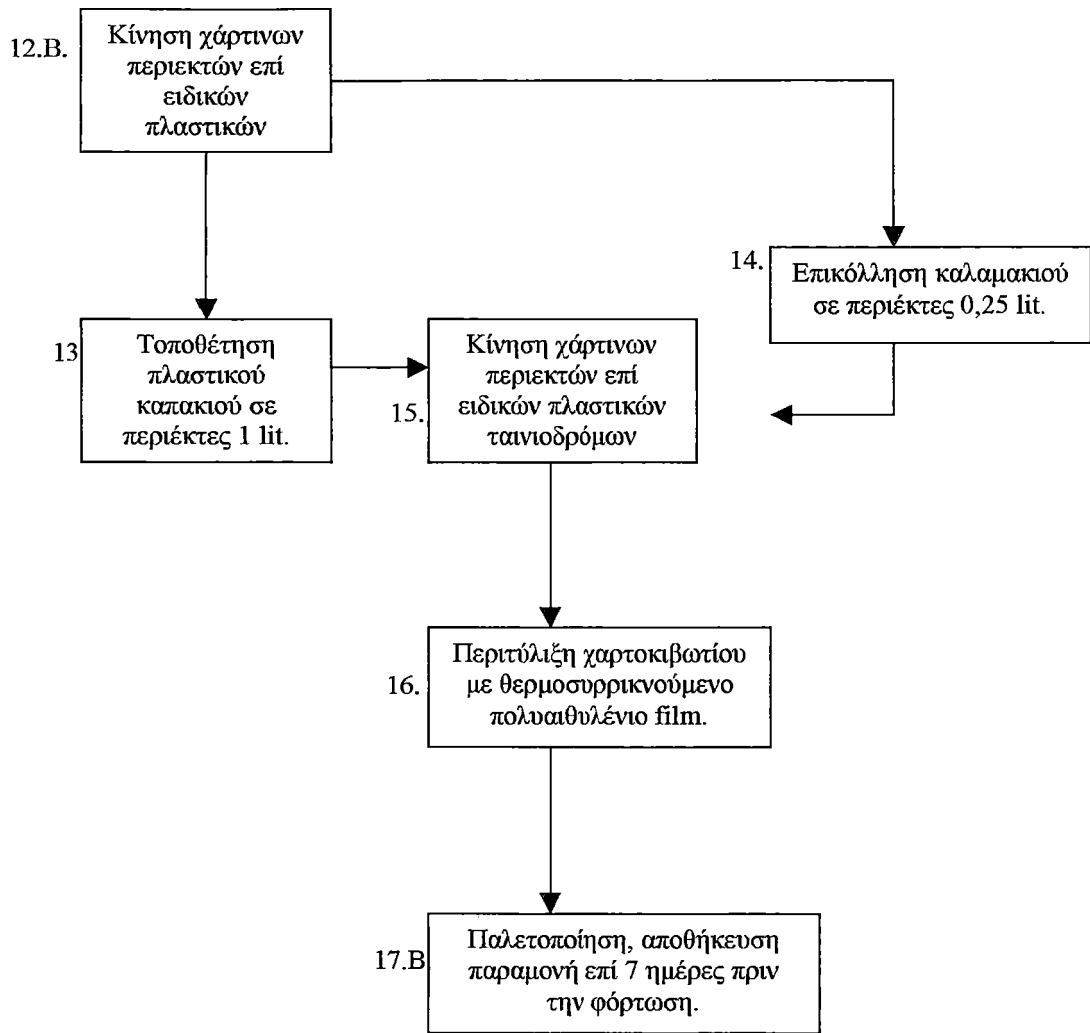 12.Β.
Κίνηση χάρτινων
περιεκτών επί
ειδικών
πλαστικών
14.
Επικόλληση καλαμακιού
σε περιέκτες 0,25 lit.
13
Τοποθέτηση
πλαστικού
καπακιού σε
περιέκτες 1 lit.
15.
Κίνηση χάρτινων
περιεκτών επί
ειδικών πλαστικών
ταινιοδρόμων
16.
Περιτύλιξη χαρτοκιβωτίου
με θερμοσυρρικνούμενο
πολυαιθυλένιο film.
17.Β
Παλετοποίηση, αποθήκευση
παραμονή επί 7 ημέρες πριν
την φόρτωση.